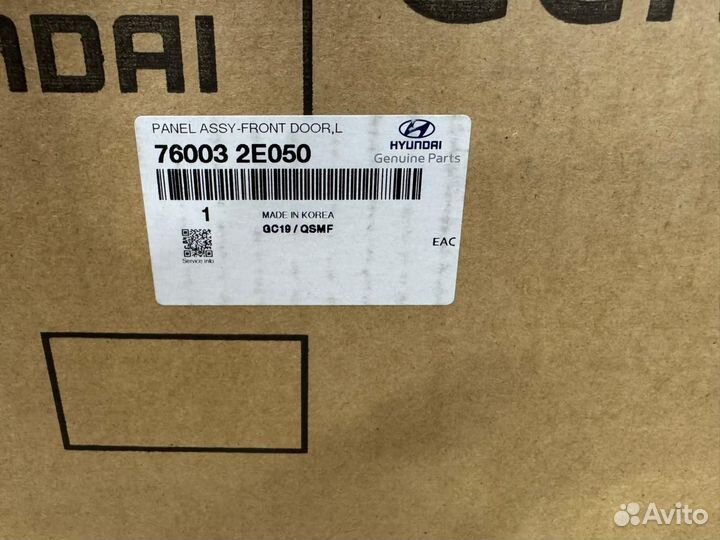 NDAI
PANEL ASSY-FRONT DOOR,L
HYUNDAI
76003 2E050
Genuine Parts
1
MADE IN KOREA
GC19 / QSMF
EAC
Service info
Avito